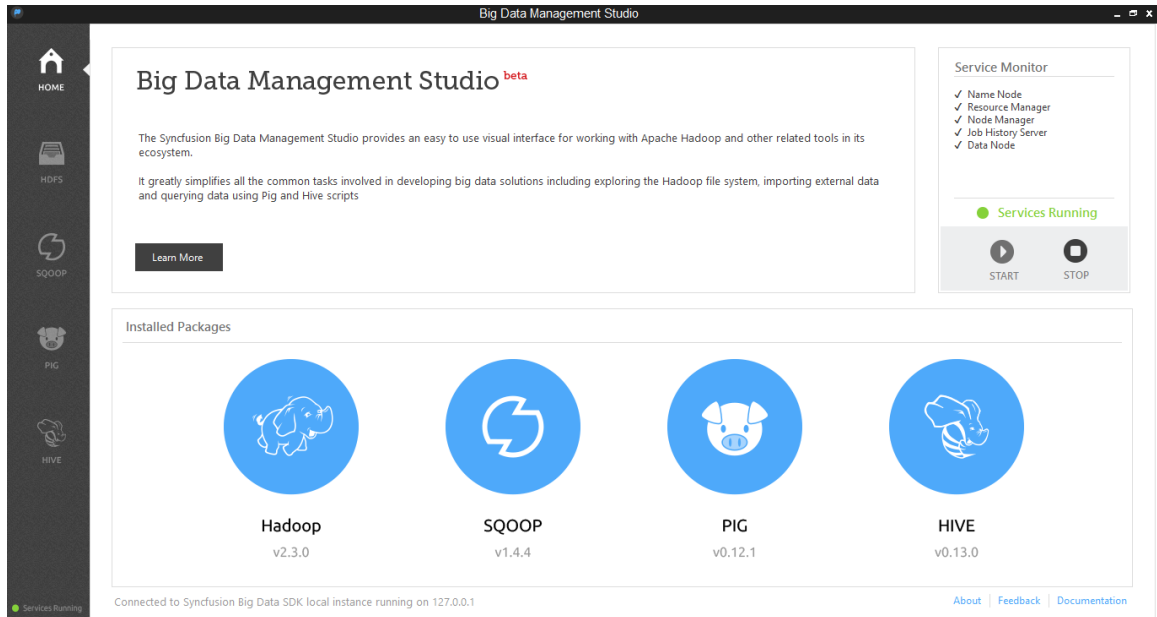 Big Data Management Studio
HOME
HDFS
SQOOP
PIG
HIVE
Services Running
Big Data Management Studio beta
The Syncfusion Big Data Management Studio provides an easy to use visual interface for working with Apache Hadoop and other related tools in its
ecosystem.
It greatly simplifies all the common tasks involved in developing big data solutions including exploring the Hadoop file system, importing external data
and querying data using Pig and Hive scripts
Learn More
Service Monitor
Name Node
Resource Manager
Node Manager
Job History Server
Data Node
Services Running
START STOP
Installed Packages
Hadoop SQOOP PIG HIVE
v2.3.0 v1.4.4 v0.12.1 v0.13.0
Connected to Syncfusion Big Data SDK local instance running on 127.0.0.1
About Feedback Documentation